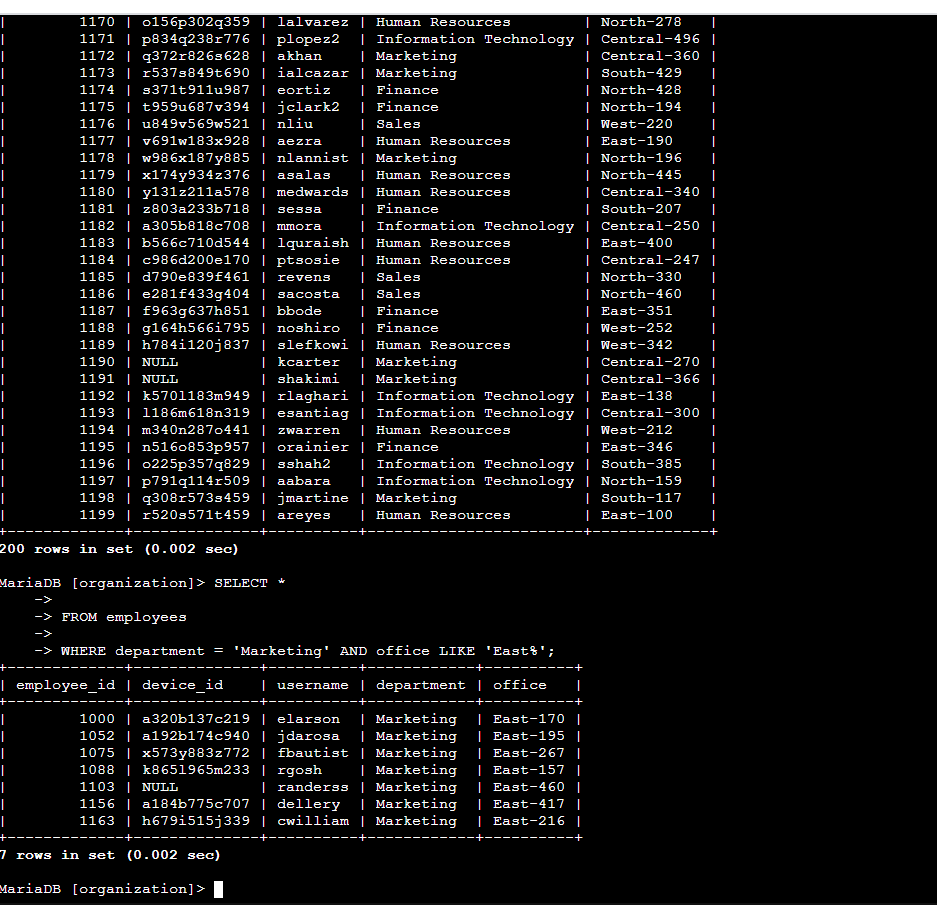 |        1170 | o156p302q359 | lalvarez | Human Resources        | North-278   |
|        1171 | p834q238r776 | plopez2  | Information Technology | Central-496 |
|        1172 | q372r826s628 | akhan    | Marketing              | Central-360 |
|        1173 | r537s849t690 | ialcazar | Marketing              | South-429   |
|        1174 | s371t911u987 | eortiz   | Finance                | North-428   |
|        1175 | t959u687v394 | jclark2  | Finance                | North-194   |
|        1176 | u849v569w521 | nliu     | Sales                  | West-220    |
|        1177 | v691w183x928 | aezra    | Human Resources        | East-190    |
|        1178 | w986x187y885 | nlannist | Marketing              | North-196   |
|        1179 | x174y934z376 | asalas   | Human Resources        | North-445   |
|        1180 | y131z211a578 | medwards | Human Resources        | Central-340 |
|        1181 | z803a233b718 | sessa    | Finance                | South-207   |
|        1182 | a305b818c708 | mmora    | Information Technology | Central-250 |
|        1183 | b566c710d544 | lquraish | Human Resources        | East-400    |
|        1184 | c986d200e170 | ptsosie  | Human Resources        | Central-247 |
|        1185 | d790e839f461 | revens   | Sales                  | North-330   |
|        1186 | e281f433g404 | sacosta  | Sales                  | North-460   |
|        1187 | f963g637h851 | bbode    | Finance                | East-351    |
|        1188 | g164h566i795 | noshiro  | Finance                | West-252    |
|        1189 | h784i120j837 | slefkowi | Human Resources        | West-342    |
|        1190 | NULL         | kcarter  | Marketing              | Central-270 |
|        1191 | NULL         | shakimi  | Marketing              | Central-366 |
|        1192 | k570l183m949 | rlaghari | Information Technology | East-138    |
|        1193 | l186m618n319 | esantiag | Information Technology | Central-300 |
|        1194 | m340n287o441 | zwarren  | Human Resources        | West-212    |
|        1195 | n516o853p957 | orainier | Finance                | East-346    |
|        1196 | o225p357q829 | sshah2   | Information Technology | South-385   |
|        1197 | p791q114r509 | aabara   | Information Technology | North-159   |
|        1198 | q308r573s459 | jmartine | Marketing              | South-117   |
|        1199 | r520s571t459 | areyes   | Human Resources        | East-100    |
+-------------+--------------+----------+------------------------+-------------+
200 rows in set (0.002 sec)
MariaDB [organization]> SELECT *
    ->
    -> FROM employees
    ->
    -> WHERE department = 'Marketing' AND office LIKE 'East%';
+-------------+--------------+----------+------------+----------+
| employee_id | device_id    | username | department | office   |
+-------------+--------------+----------+------------+----------+
|        1000 | a320b137c219 | elarson  | Marketing  | East-170 |
|        1052 | a192b174c940 | jdarosa  | Marketing  | East-195 |
|        1075 | x573y883z772 | fbautist | Marketing  | East-267 |
|        1088 | k865l965m233 | rgosh    | Marketing  | East-157 |
|        1103 | NULL         | randerss | Marketing  | East-460 |
|        1156 | a184b775c707 | dellery  | Marketing  | East-417 |
|        1163 | h679i515j339 | cwilliam | Marketing  | East-216 |
+-------------+--------------+----------+------------+----------+
7 rows in set (0.002 sec)
MariaDB [organization]>